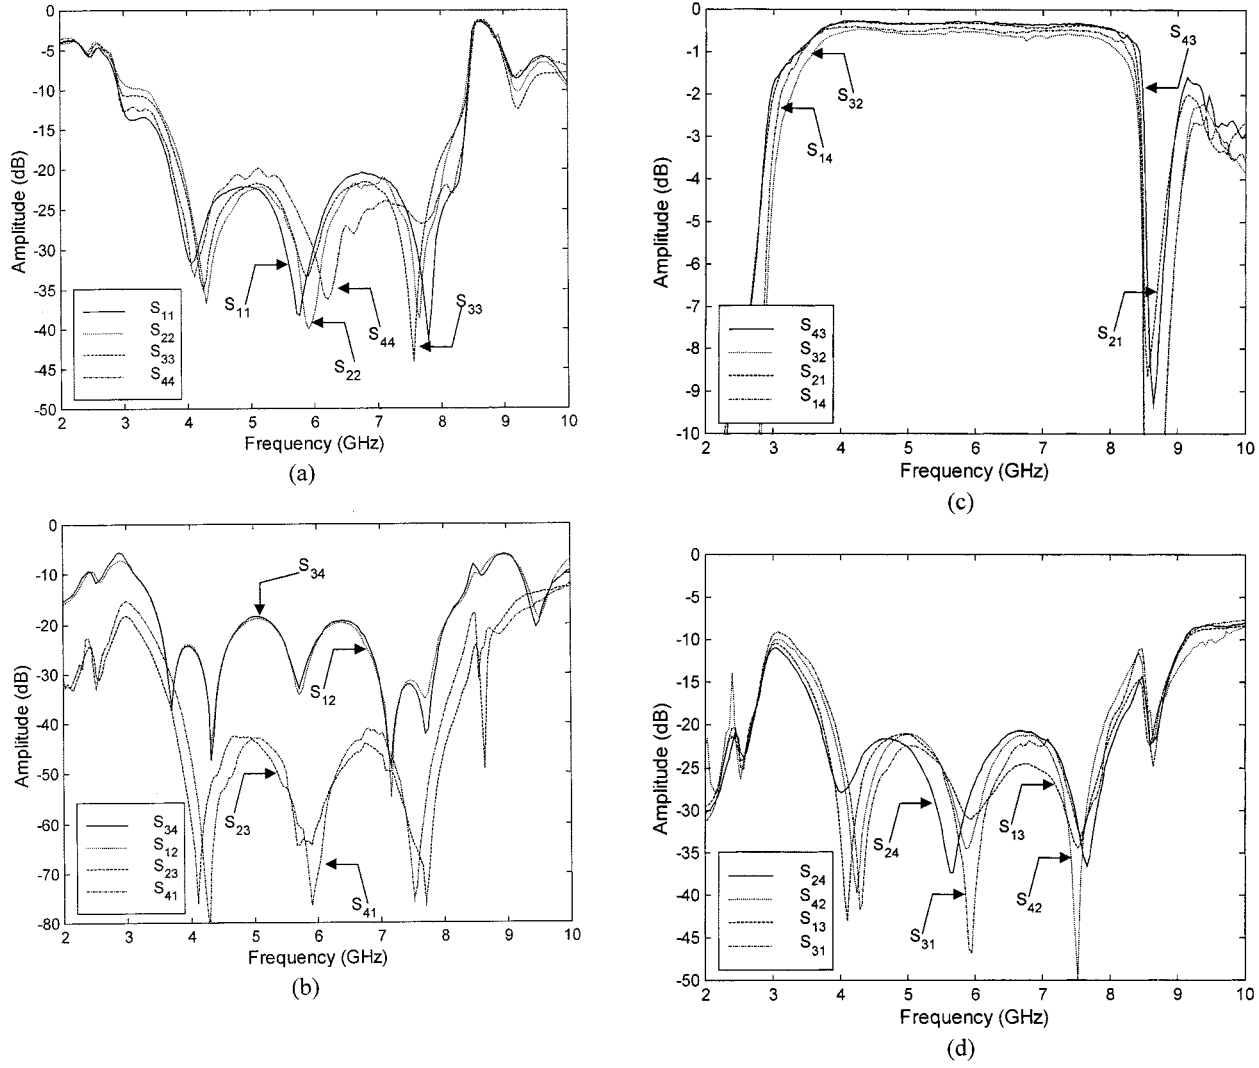 0
-5
-10
-15
-20
-25
-30
-35
-40
-45
-50
Amplitude (dB)
S11
S22
S33
S44
S11
S22
S44
S33
2 3 4 5 6 7 8 9 10
Frequency (GHz)
(a)
0
-1
-2
-3
-4
-5
-6
-7
-8
-9
-10
Amplitude (dB)
S43
S32
S14
S21
S43
S32
S21
S14
2 3 4 5 6 7 8 9 10
Frequency (GHz)
(c)
0
-10
-20
-30
-40
-50
-60
-70
-80
Amplitude (dB)
S34
S12
S23
S41
S34
S12
S23
S41
2 3 4 5 6 7 8 9 10
Frequency (GHz)
(b)
0
-5
-10
-15
-20
-25
-30
-35
-40
-45
-50
Amplitude (dB)
S13
S24
S42
S31
S24
S42
S13
S31
2 3 4 5 6 7 8 9 10
Frequency (GHz)
(d)